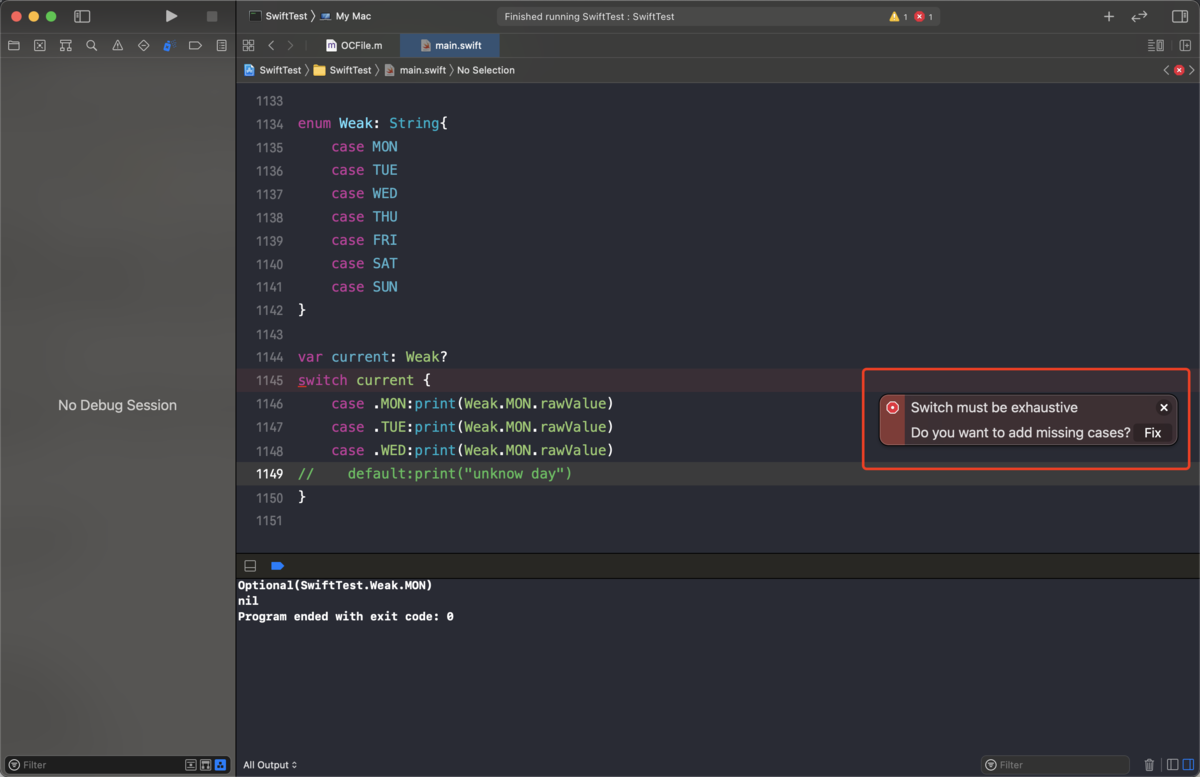 SwiftTest 〉 My Mac
Finished running SwiftTest : SwiftTest
1
1
OCFile.m
main.swift
SwiftTest 〉 SwiftTest 〉 main.swift 〉 No Selection
1133
1134 enum Weak: String{
1135     case MON
1136     case TUE
1137     case WED
1138     case THU
1139     case FRI
1140     case SAT
1141     case SUN
1142 }
1143
1144 var current: Weak?
1145 switch current {
1146     case .MON:print(Weak.MON.rawValue)
1147     case .TUE:print(Weak.MON.rawValue)
1148     case .WED:print(Weak.MON.rawValue)
1149 //    default:print("unknow day")
1150 }
1151
Switch must be exhaustive
Do you want to add missing cases? Fix
No Debug Session
Optional(SwiftTest.Weak.MON)
nil
Program ended with exit code: 0
Filter
All Output
Filter